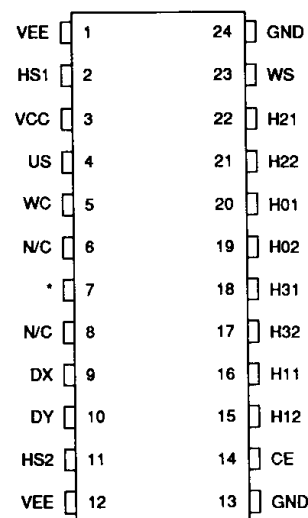 VEE 1 24 GND
HS1 2 23 WS
VCC 3 22 H21
US 4 21 H22
WC 5 20 H01
N/C 6 19 H02
* 7 18 H31
N/C 8 17 H32
DX 9 16 H11
DY 10 15 H12
HS2 11 14 CE
VEE 12 13 GND